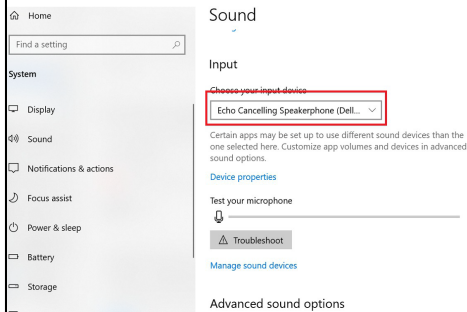 Home
Find a setting
System
Display
Sound
Notifications & actions
Focus assist
Power & sleep
Battery
Storage
Sound
Input
Choose your input device
Echo Cancelling Speakerphone (Dell...
Certain apps may be set up to use different sound devices than the
one selected here. Customize app volumes and devices in advanced
sound options.
Device properties
Test your microphone
Troubleshoot
Manage sound devices
Advanced sound options